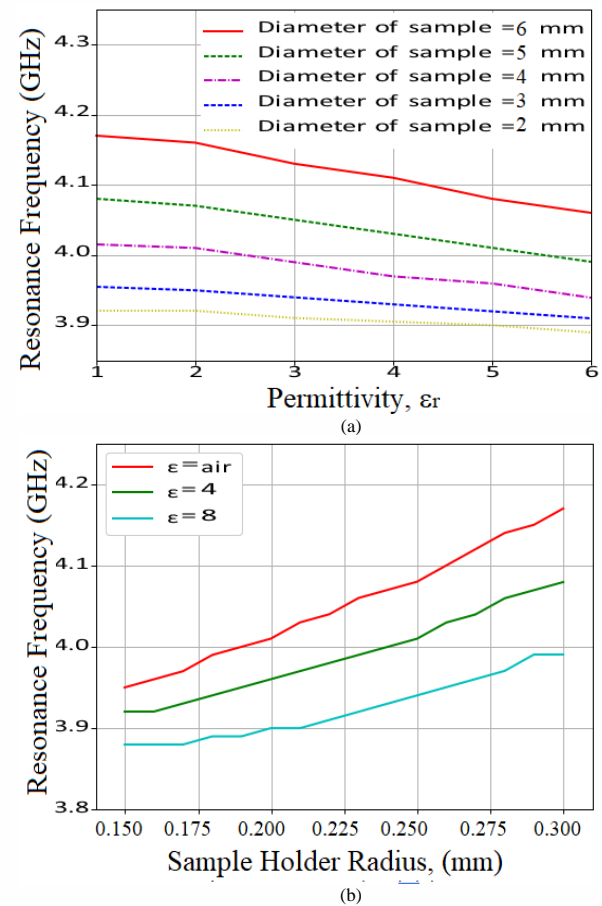 Resonance Frequency (GHz)
4.3
4.2
4.1
4.0
3.9
Diameter of sample =6 mm
Diameter of sample =5 mm
Diameter of sample =4 mm
Diameter of sample =3 mm
Diameter of sample =2 mm
1 2 3 4 5 6
Permittivity, εr
(a)
Resonance Frequency (GHz)
4.2
4.1
4.0
3.9
3.8
ε=air
ε=4
ε=8
0.150 0.175 0.200 0.225 0.250 0.275 0.300
Sample Holder Radius, (mm)
(b)